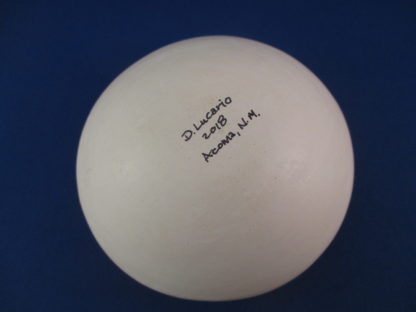 D. Lucario
2018
Acoma, N.M.